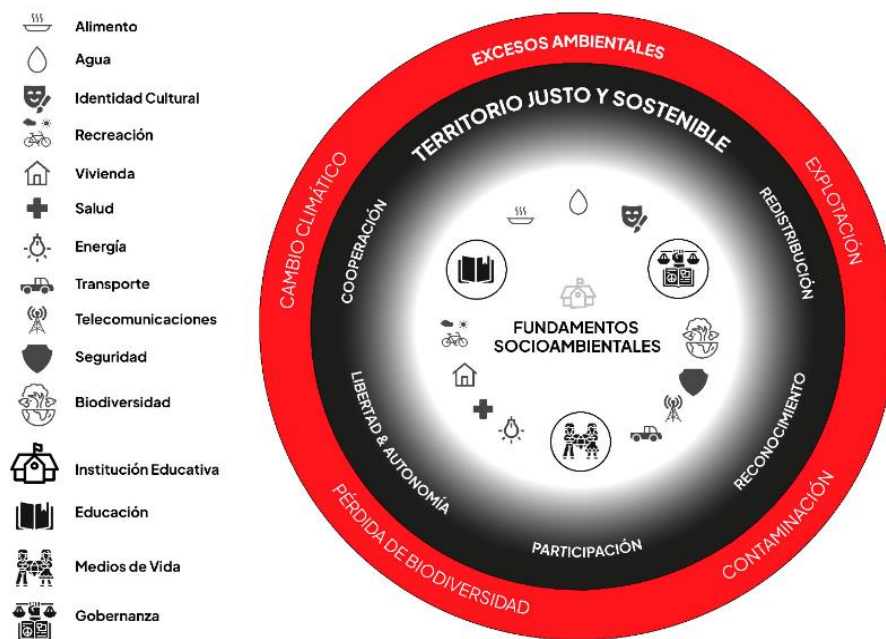 Alimento
Agua
Identidad Cultural
Recreación
Vivienda
Salud
Energía
Transporte
Telecomunicaciones
Seguridad
Biodiversidad
Institución Educativa
Educación
Medios de Vida
Gobernanza
EXCESOS AMBIENTALES
TERRITORIO JUSTO Y SOSTENIBLE
CAMBIO CLIMÁTICO
EXPLOTACIÓN
COOPERACIÓN
REDISTRIBUCIÓN
FUNDAMENTOS
SOCIOAMBIENTALES
LIBERTAD & AUTONOMÍA
RECONOCIMIENTO
PARTICIPACIÓN
PÉRDIDA DE BIODIVERSIDAD
CONTAMINACIÓN